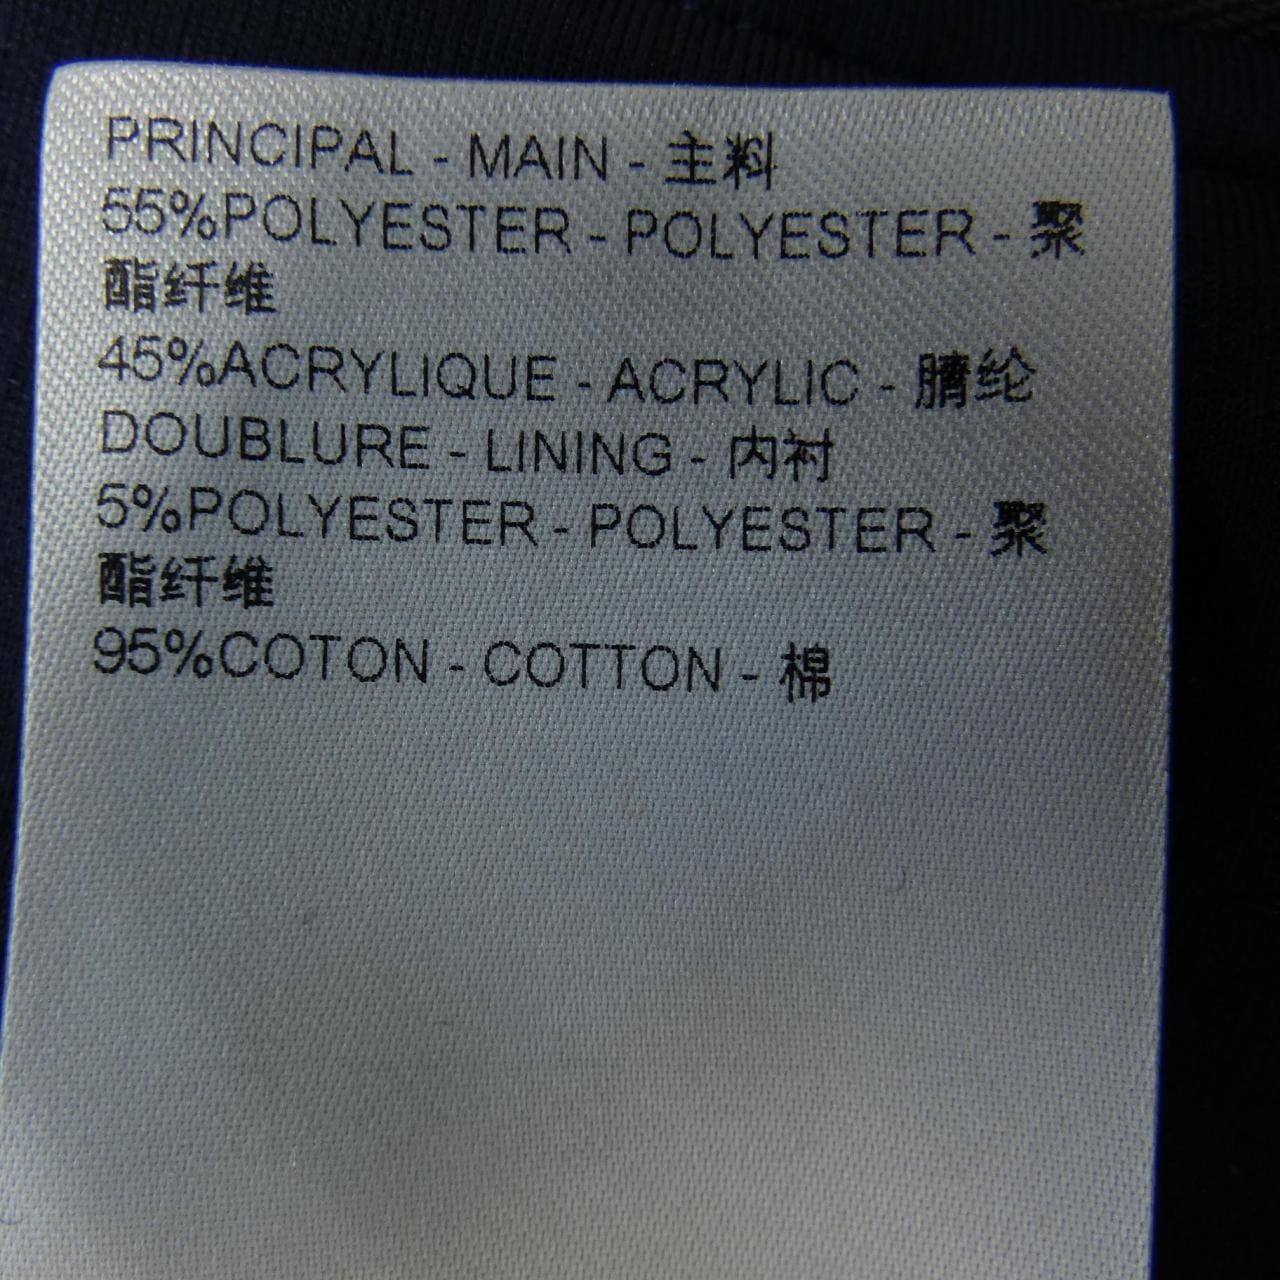 PRINCIPAL - MAIN - 主料
55%POLYESTER - POLYESTER - 聚
酯纤维
45%ACRYLIQUE - ACRYLIC - 腈纶
DOUBLURE - LINING - 内衬
5%POLYESTER - POLYESTER - 聚
酯纤维
95%COTON - COTTON - 棉